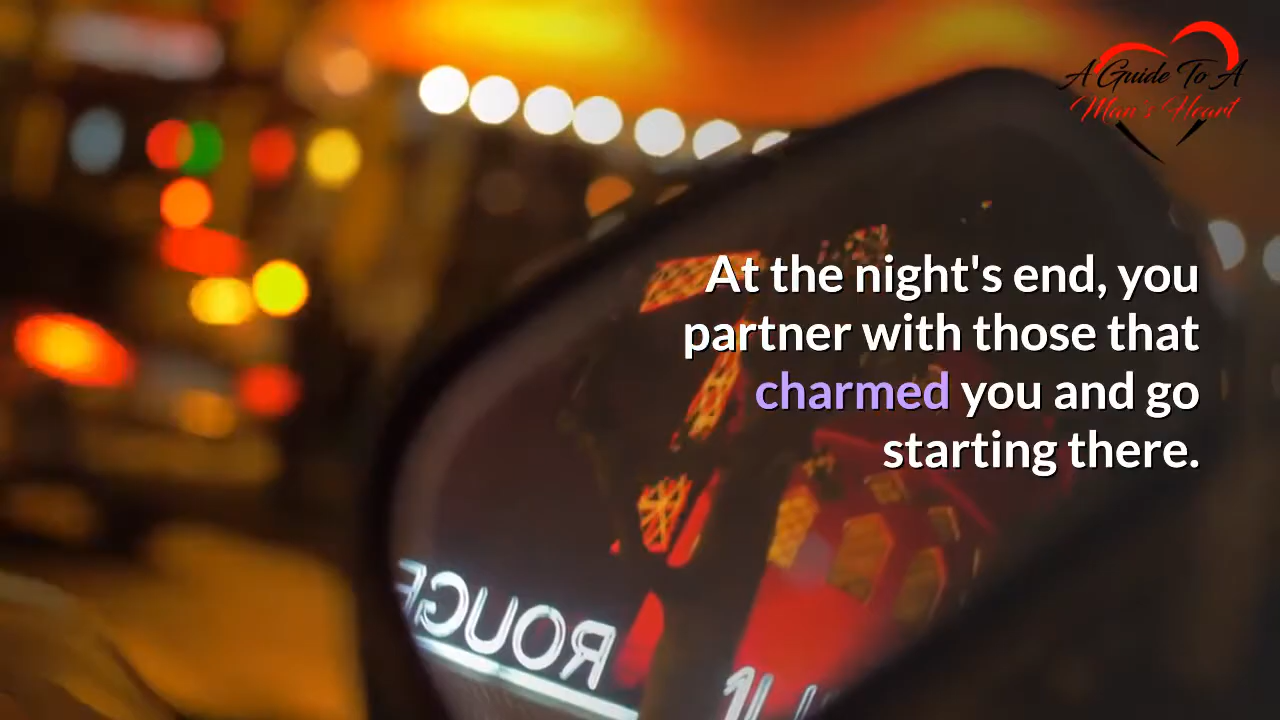 A Guide To A
Man's Heart
At the night's end, you
partner with those that
charmed you and go
starting there.
ROUGE